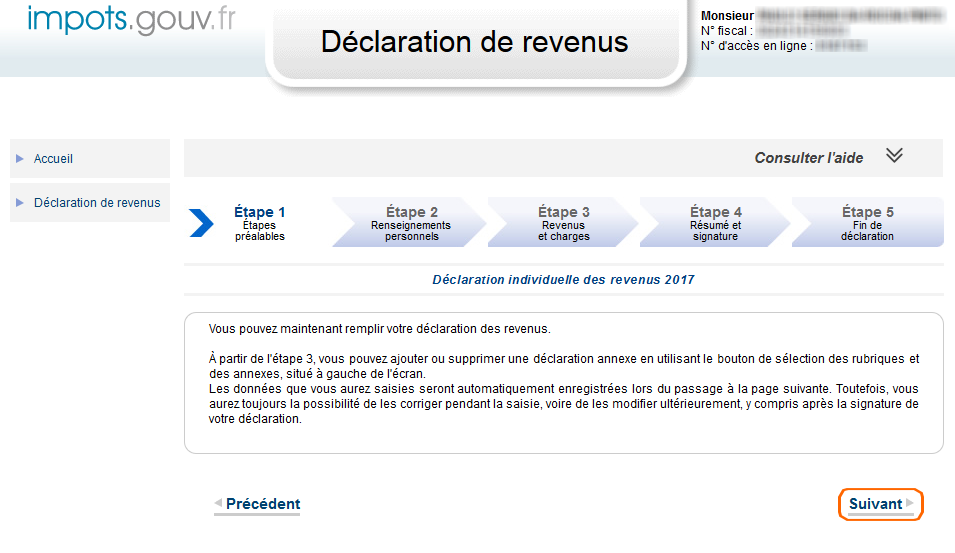 impots.gouv.fr
Déclaration de revenus
Monsieur
N° fiscal :
N° d'accès en ligne :
Accueil
Déclaration de revenus
Consulter l'aide
Étape 1
Étapes
préalables
Étape 2
Renseignements
personnels
Étape 3
Revenus
et charges
Étape 4
Résumé et
signature
Étape 5
Fin de
déclaration
Déclaration individuelle des revenus 2017
Vous pouvez maintenant remplir votre déclaration des revenus.
À partir de l'étape 3, vous pouvez ajouter ou supprimer une déclaration annexe en utilisant le bouton de sélection des rubriques et
des annexes, situé à gauche de l'écran.
Les données que vous aurez saisies seront automatiquement enregistrées lors du passage à la page suivante. Toutefois, vous
aurez toujours la possibilité de les corriger pendant la saisie, voire de les modifier ultérieurement, y compris après la signature de
votre déclaration.
Précédent
Suivant